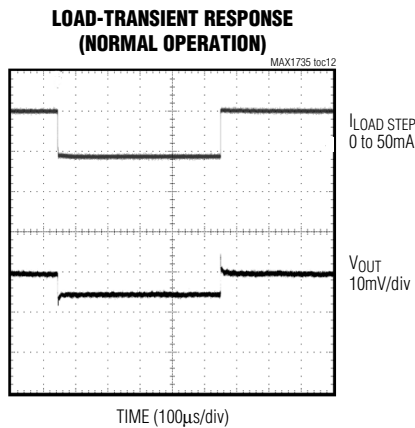 LOAD-TRANSIENT RESPONSE
(NORMAL OPERATION)
MAX1735 toc12
ILOAD STEP
0 to 50mA
VOUT
10mV/div
TIME (100µs/div)